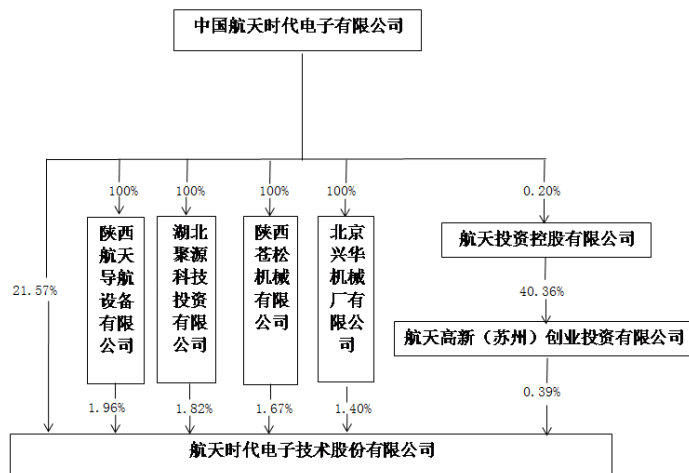 中国航天时代电子有限公司
100%
100%
100%
100%
0.20%
陕西
航天
导航
设备
有限
公司
湖北
聚源
科技
投资
有限
公司
陕西
苍松
机械
有限
公司
北京
兴华
机械
厂有
限公
司
航天投资控股有限公司
21.57%
40.36%
航天高新（苏州）创业投资有限公司
1.96%
1.82%
1.67%
1.40%
0.39%
航天时代电子技术股份有限公司